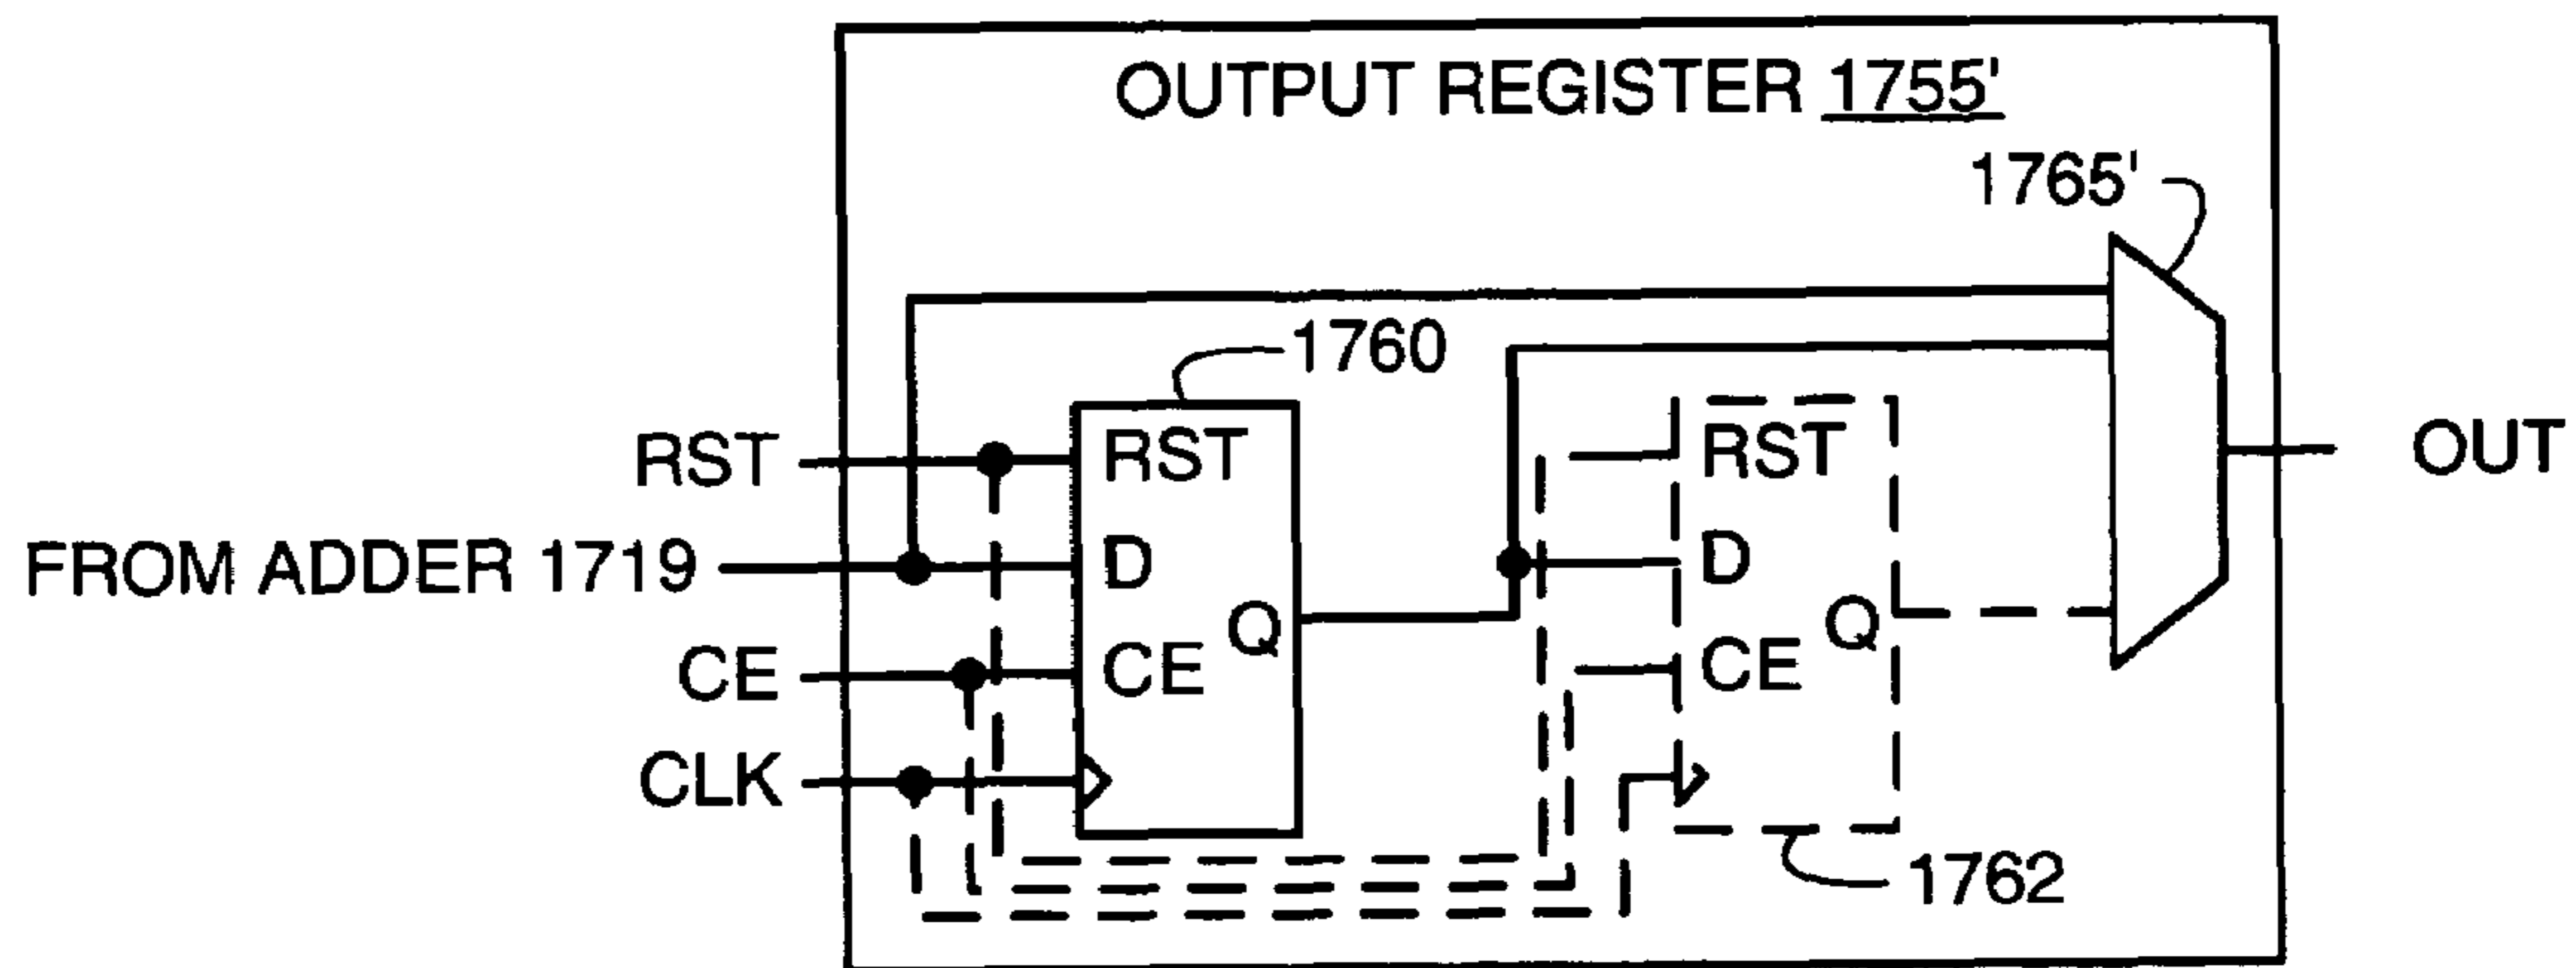 OUTPUT REGISTER 1755'
1765'
1760
RST
RST
RST
OUT
FROM ADDER 1719
D
D
Q
Q
CE
CE
CE
CLK
1762